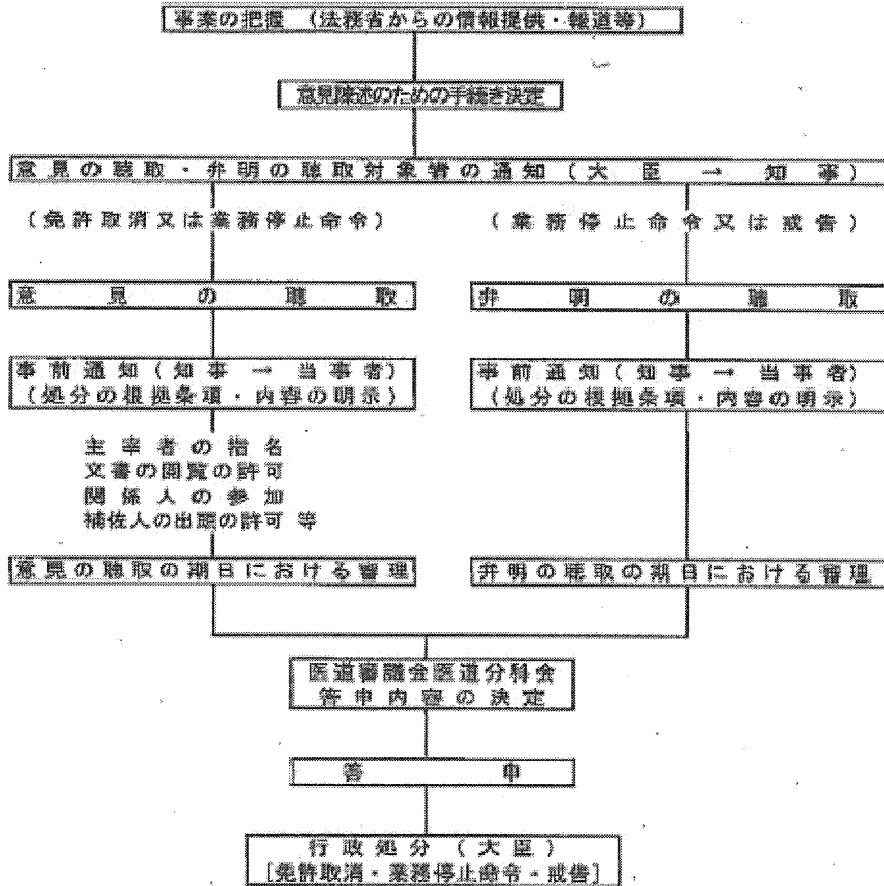 事案の把握 (法務省からの情報提供・報道等)
意見陳述のための手続き決定
意見の聴取・弁明の聴取対象者の通知(大臣 → 知事)
(免許取消又は業務停止命令)
(業務停止命令又は戒告)
意見の聴取
弁明の聴取
事前通知(知事 → 当事者)
(処分の根拠条項・内容の明示)
事前通知(知事 → 当事者)
(処分の根拠条項・内容の明示)
主宰者の指名
文書の閲覧の許可
関係人の参加
補佐人の出頭の許可 等
意見の聴取の期日における審理
弁明の聴取の期日における審理
医道審議会医道分科会
答申内容の決定
答申
行政処分(大臣)
[免許取消・業務停止命令・戒告]